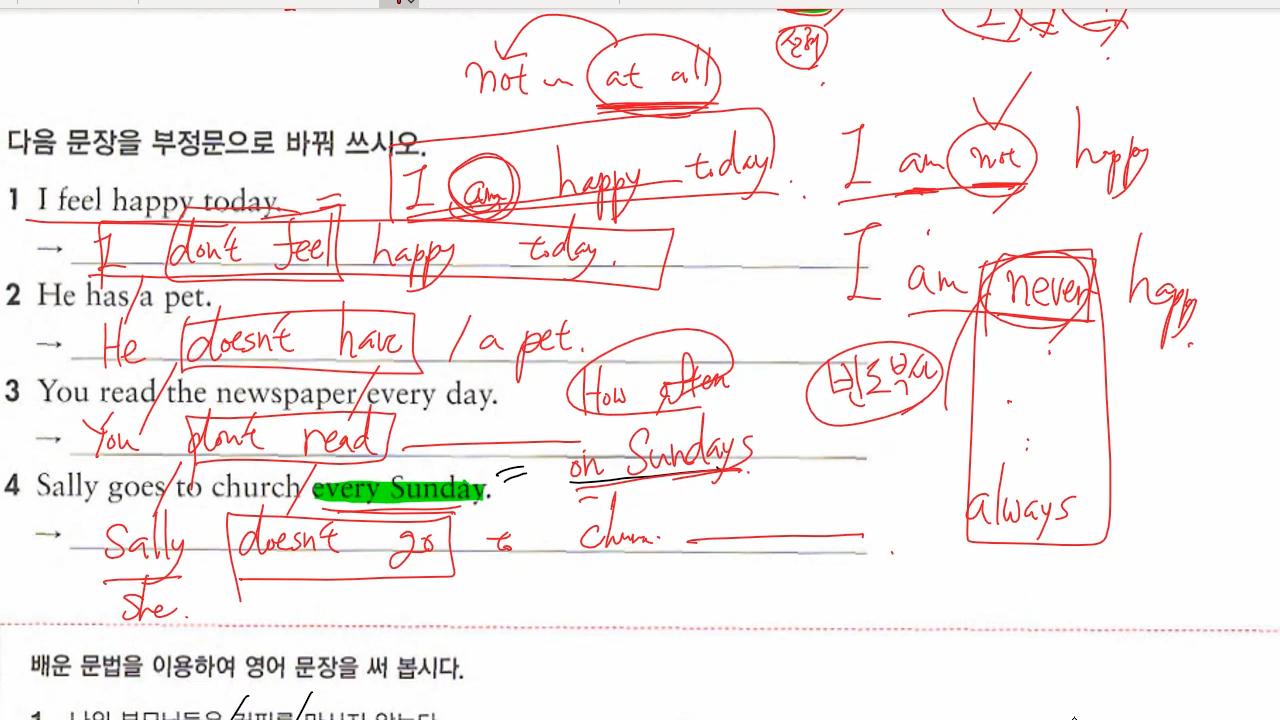 not ~ at all
다음 문장을 부정문으로 바꿔 쓰시오.
I am happy today.
I am not happy
1 I feel happy today. =
→ I don't feel happy today.
I am never happy.
2 He has/a pet.
→ He doesn't have / a pet.
빈도부사
3 You read/the newspaper/every day.
How often
→ You don't read
on Sundays
4 Sally goes to church/every Sunday. =
always
→ Sally doesn't go to
She.
배운 문법을 이용하여 영어 문장을 써 봅시다.